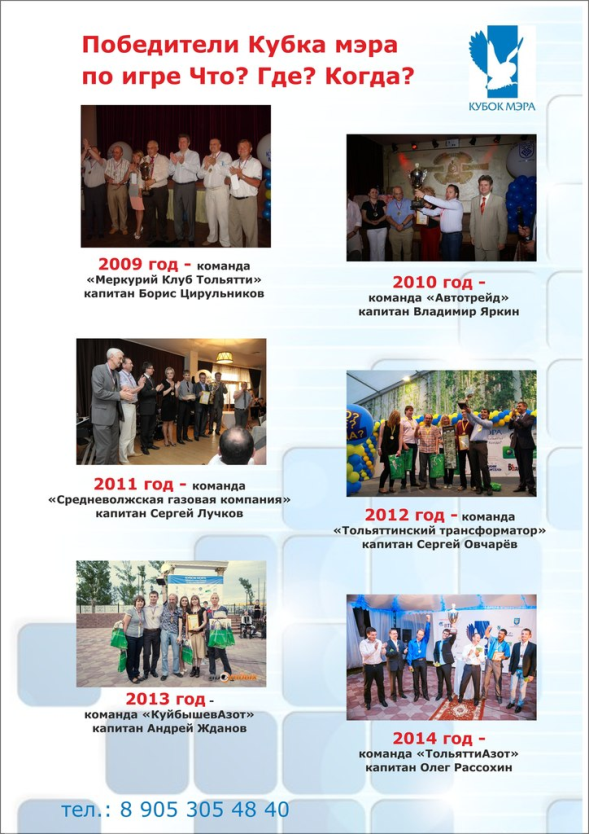 Победители Кубка мэра
по игре Что? Где? Когда?
КУБОК МЭРА
2009 год - команда
«Меркурий Клуб Тольятти»
капитан Борис Цирульников
2010 год -
команда «Автотрейд»
капитан Владимир Яркин
2011 год - команда
«Средневолжская газовая компания»
капитан Сергей Лучков
2012 год - команда
«Тольяттинский трансформатор»
капитан Сергей Овчарёв
2013 год -
команда «КуйбышевАзот»
капитан Андрей Жданов
2014 год -
команда «ТольяттиАзот»
капитан Олег Рассохин
тел.: 8 905 305 48 40